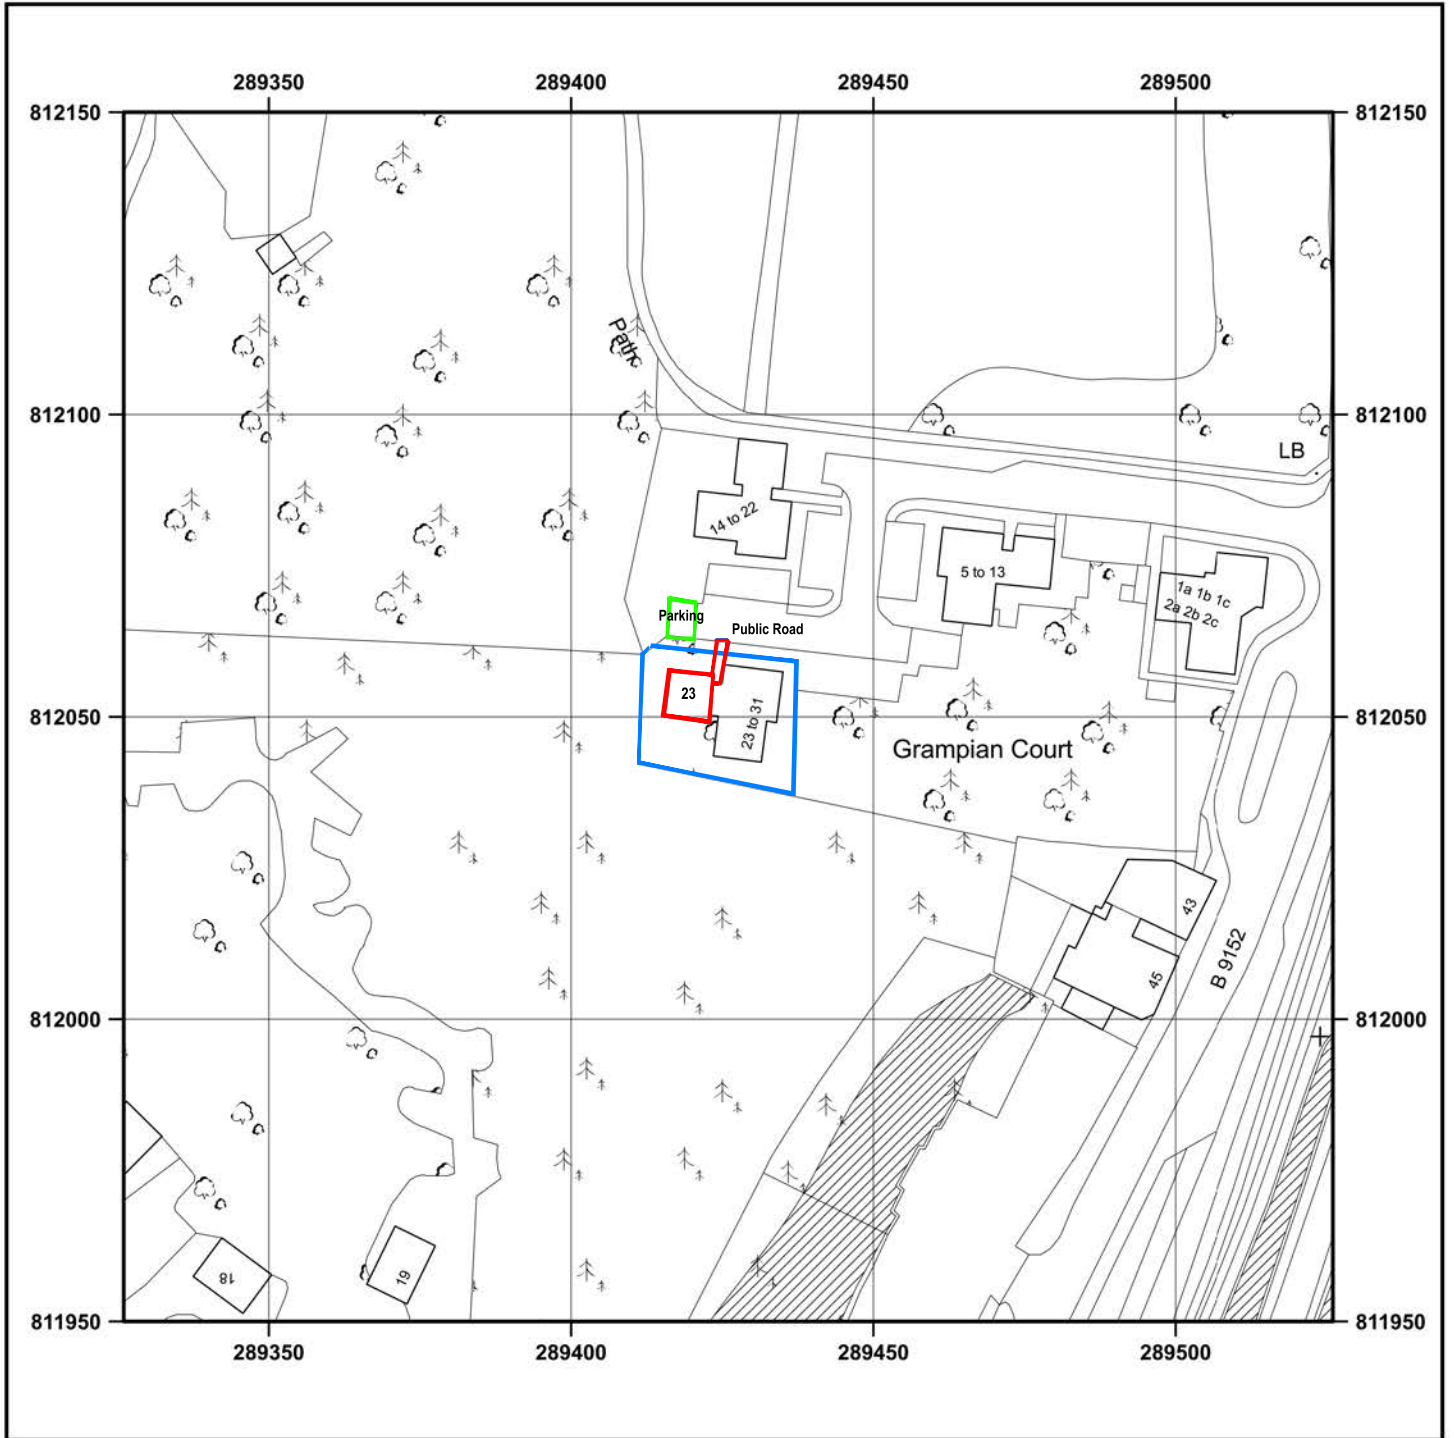 289350 289400 289450 289500
812150 812150
Path
812100 812100
LB
14 to 22
5 to 13
1a 1b 1c
2a 2b 2c
Parking
Public Road
23
23 to 31
812050 812050
Grampian Court
43
45
B 9152
812000 812000
18
19
811950 811950
289350 289400 289450 289500